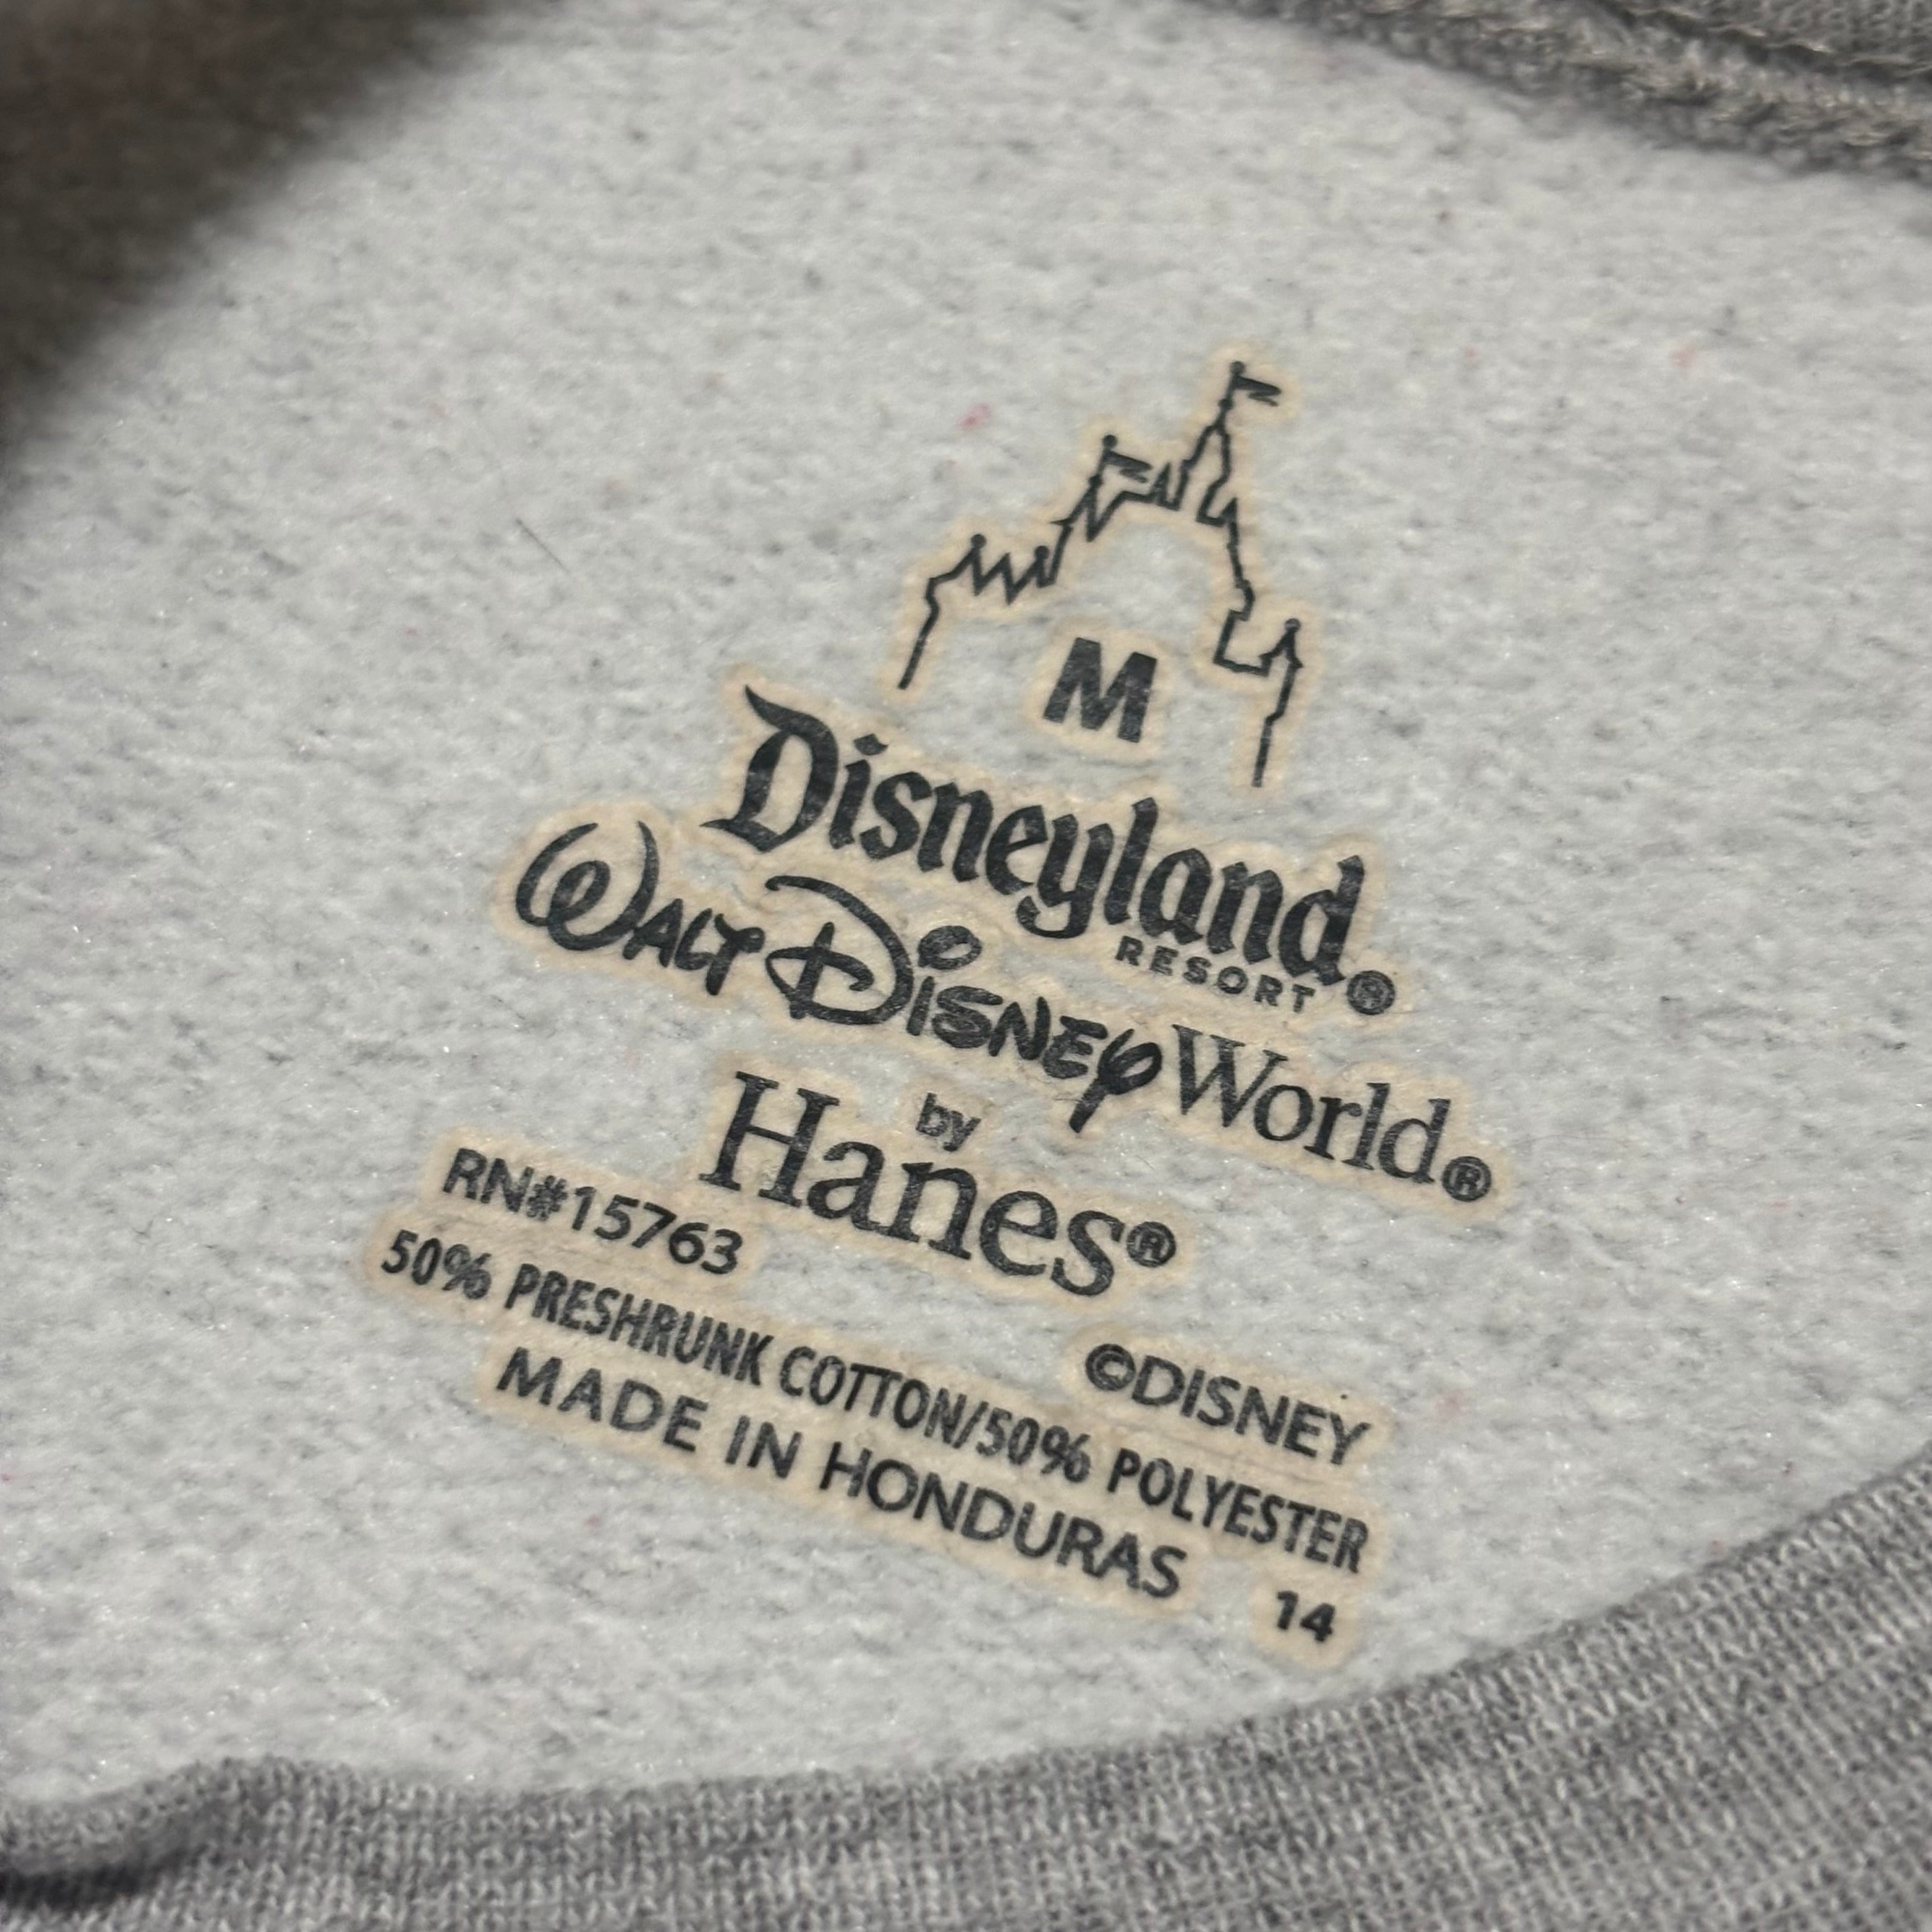 M
Disneyland
RESORT®
WALT DISNEY World®
by
Hanes®
RN#15763
©DISNEY
50% PRESHRUNK COTTON/50% POLYESTER
MADE IN HONDURAS
14